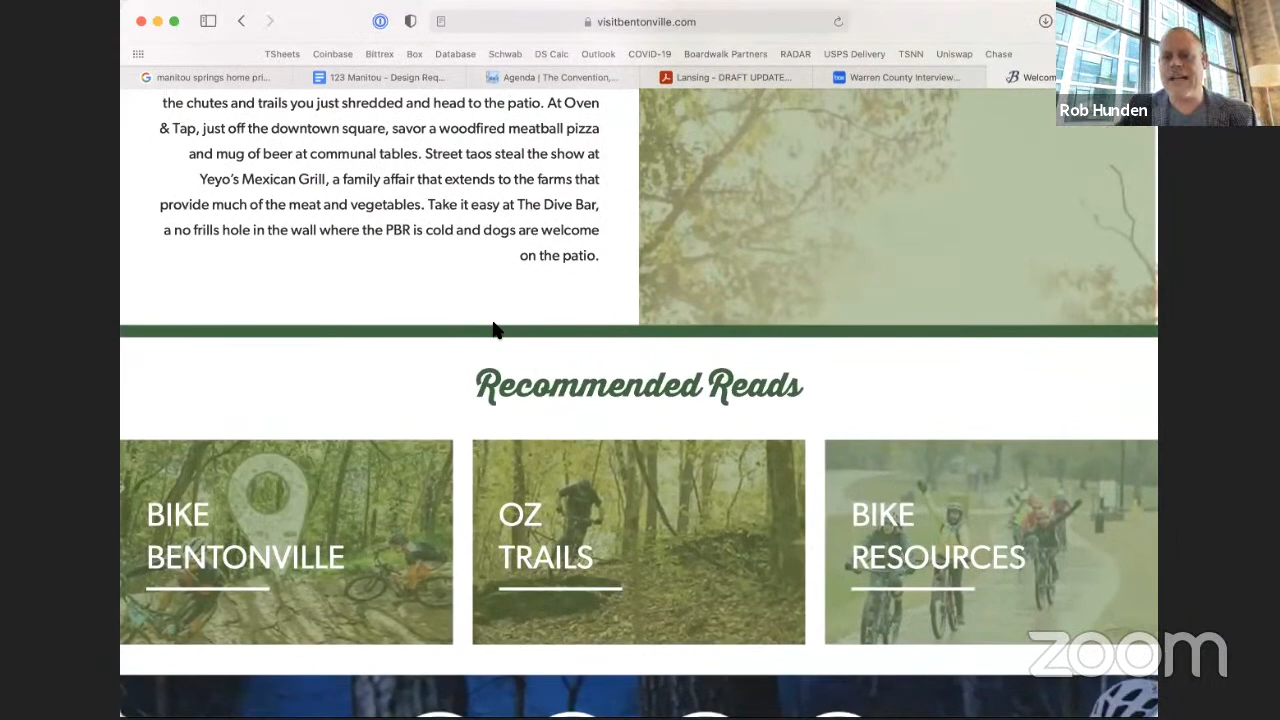 visitbentonville.com
TSheets Coinbase Bittrex Box Database Schwab DS Calc Outlook COVID-19 Boardwalk Partners RADAR USPS Delivery TSNN Uniswap Chase
manitou springs home pri... 123 Manitou - Design Req... Agenda | The Convention,... Lansing - DRAFT UPDATE... Warren County Interview... Welcom
Rob Hunden
the chutes and trails you just shredded and head to the patio. At Oven
& Tap, just off the downtown square, savor a woodfired meatball pizza
and mug of beer at communal tables. Street taos steal the show at
Yeyo's Mexican Grill, a family affair that extends to the farms that
provide much of the meat and vegetables. Take it easy at The Dive Bar,
a no frills hole in the wall where the PBR is cold and dogs are welcome
on the patio.
Recommended Reads
BIKE
BENTONVILLE
OZ
TRAILS
BIKE
RESOURCES
zoom